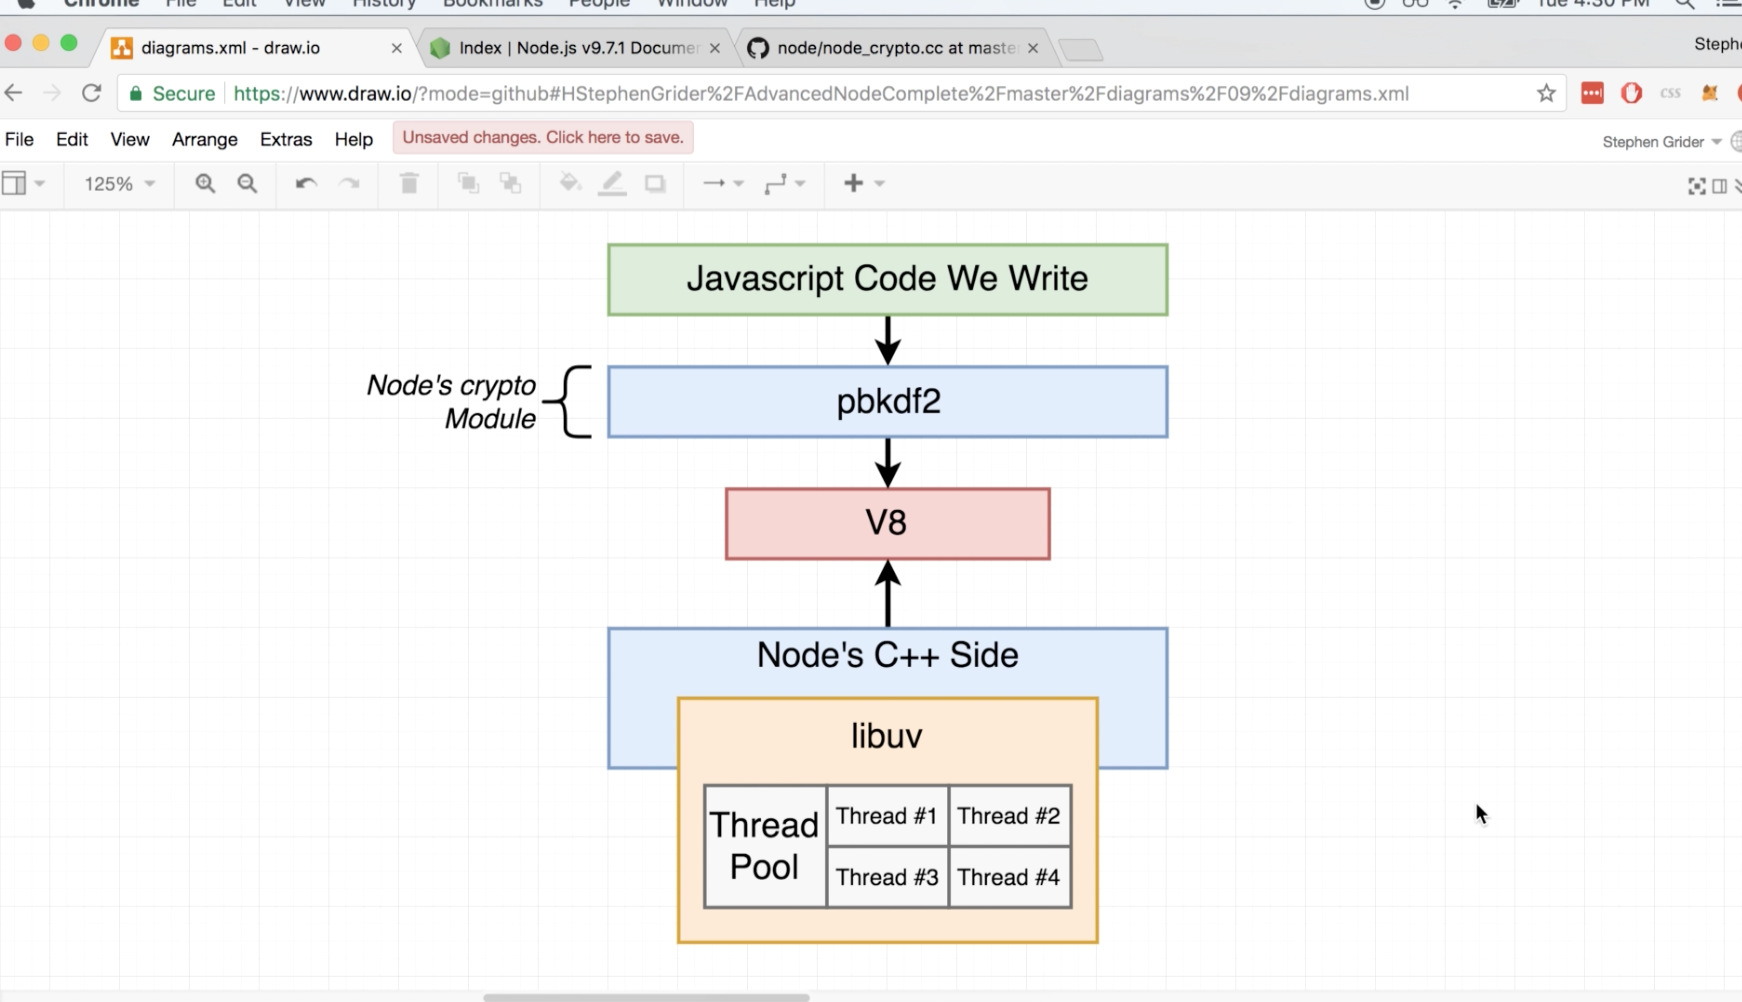 Chrome File Edit View History Bookmarks People Window Help Tue 4:30 PM
diagrams.xml - draw.io
Index | Node.js v9.7.1 Documen
node/node_crypto.cc at maste
Stephe
Secure https://www.draw.io/?mode=github#HStephenGrider%2FAdvancedNodeComplete%2Fmaster%2Fdiagrams%2F09%2Fdiagrams.xml
css
File Edit View Arrange Extras Help Unsaved changes. Click here to save.
Stephen Grider
125%
Javascript Code We Write
Node's crypto
Module
pbkdf2
V8
Node's C++ Side
libuv
Thread
Pool
Thread #1
Thread #2
Thread #3
Thread #4